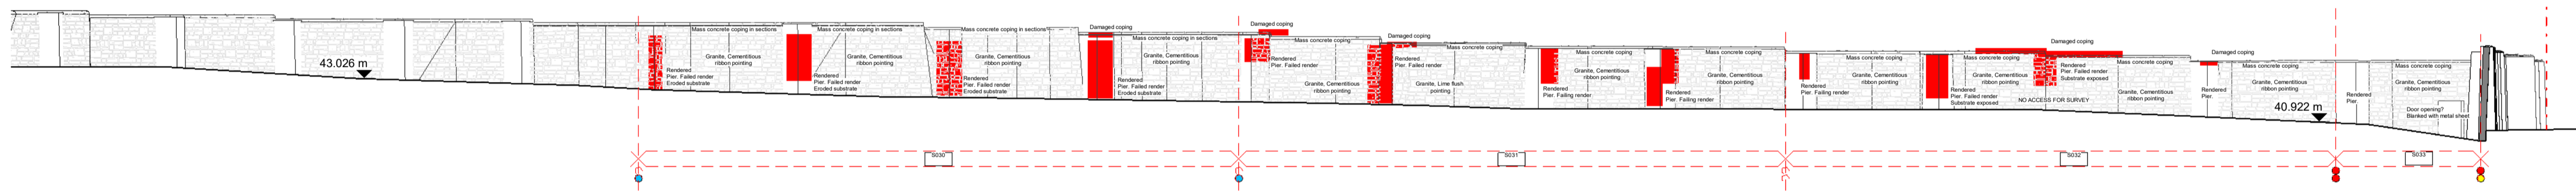 43.026 m
Mass concrete coping in sections
Granite, Cementitious
ribbon pointing
Rendered
Pier. Failed render
Eroded substrate
Mass concrete coping in sections
Granite, Cementitious
ribbon pointing
Rendered
Pier. Failed render
Eroded substrate
Mass concrete coping in sections
Granite, Cementitious
ribbon pointing
Rendered
Pier. Failed render
Eroded substrate
Damaged coping
Mass concrete coping in sections
Granite, Cementitious
ribbon pointing
Rendered
Pier. Failed render
Eroded substrate
Damaged coping
Mass concrete coping
Rendered
Pier. Failed render
Granite, Cementitious
ribbon pointing
Damaged coping
Mass concrete coping
Rendered
Pier. Failed render
Granite, Lime flush
pointing
Mass concrete coping
Granite, Cementitious
ribbon pointing
Rendered
Pier. Failing render
Mass concrete coping
Granite, Cementitious
ribbon pointing
Rendered
Pier. Failing render
Mass concrete coping
Granite, Cementitious
ribbon pointing
Rendered
Pier. Failing render
Mass concrete coping
Granite, Cementitious
ribbon pointing
Rendered
Pier. Failed render
Substrate exposed
NO ACCESS FOR SURVEY
Damaged coping
Rendered
Pier. Failed render
Substrate exposed
Mass concrete coping
Granite, Cementitious
ribbon pointing
Damaged coping
Mass concrete coping
Granite, Cementitious
ribbon pointing
Rendered
Pier.
40.922 m
Mass concrete coping
Granite, Cementitious
ribbon pointing
Rendered
Pier.
Door opening?
Blanked with metal sheet
S030
S031
S032
S033